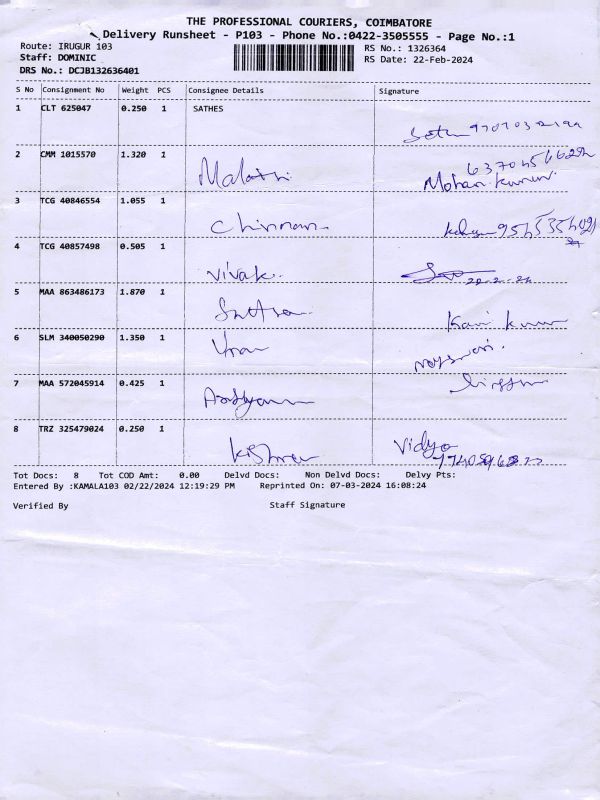 THE PROFESSIONAL COURIERS, COIMBATORE
Delivery Runsheet - P103 - Phone No.:0422-3505555 - Page No.:1
Route: IRUGUR 103 RS No.: 1326364
Staff: DOMINIC RS Date: 22-Feb-2024
DRS No.: DCJB132636401
S No Consignment No Weight PCS Consignee Details Signature
1 CLT 625047 0.250 1 SATHES
2 CMM 1015570 1.320 1 Malathi Mohan kumar
3 TCG 40846554 1.055 1
4 TCG 40857498 0.505 1 Vivak
5 MAA 863486173 1.870 1 Kavi kumar
6 SLM 340050290 1.350 1
7 MAA 572045914 0.425 1
8 TRZ 325479024 0.250 1 Vidya
Tot Docs: 8 Tot COD Amt: 0.00 Delvd Docs: Non Delvd Docs: Delvy Pts:
Entered By :KAMALA103 02/22/2024 12:19:29 PM Reprinted On: 07-03-2024 16:08:24
Verified By Staff Signature